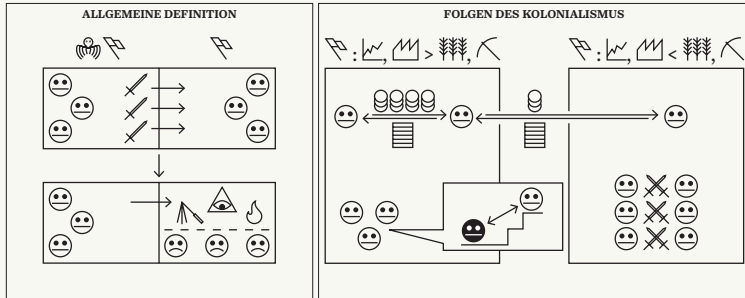 ALLGEMEINE DEFINITION
FOLGEN DES KOLONIALISMUS
: , >  ,
: , <  ,